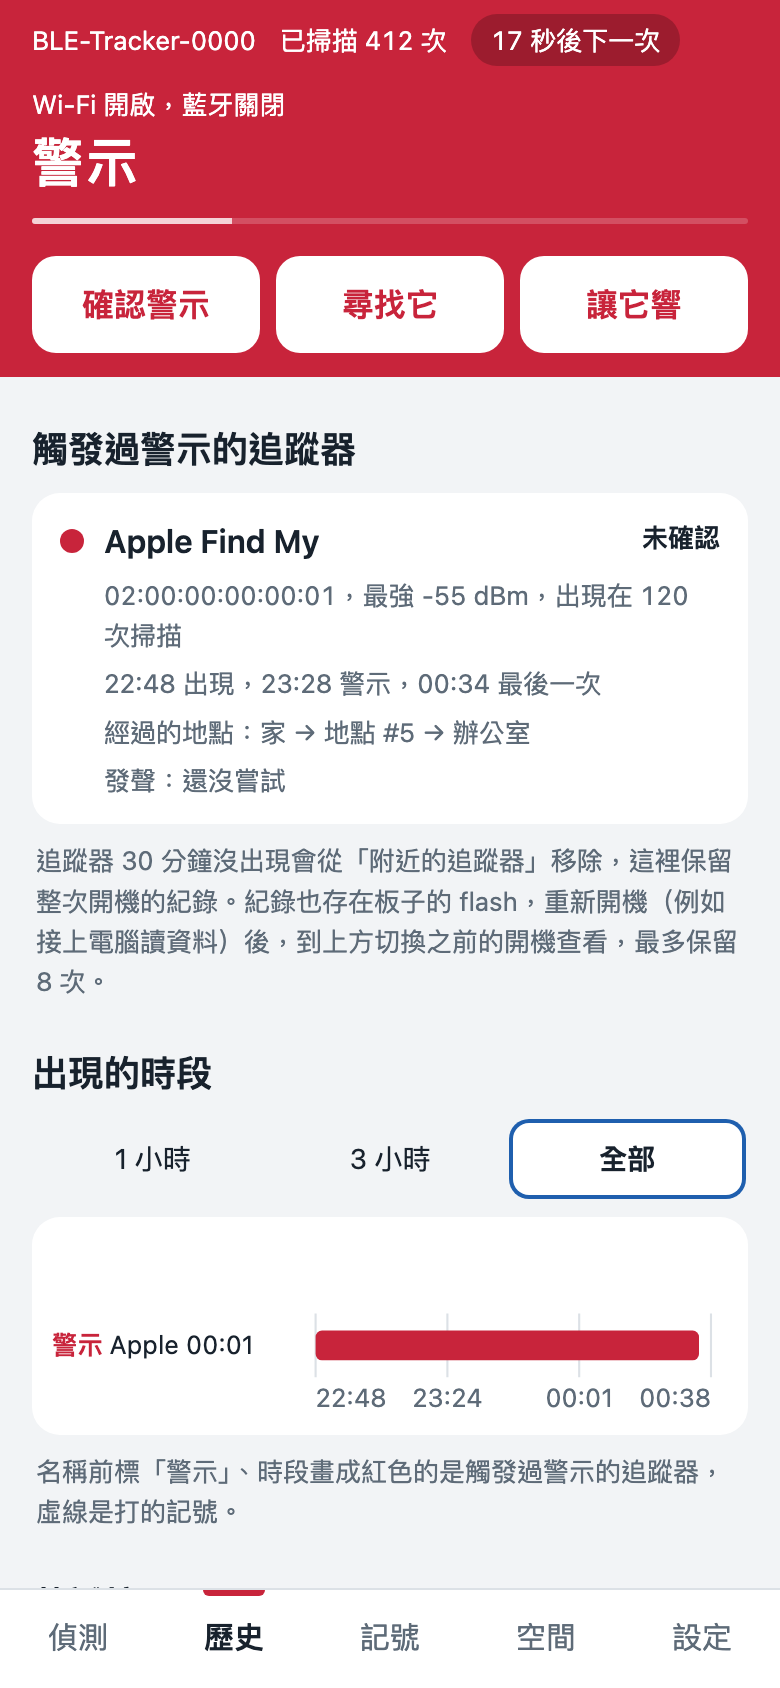 BLE-Tracker-0000 已掃描 412 次 17 秒後下一次
Wi-Fi 開啟，藍牙關閉
警示
確認警示 尋找它 讓它響
觸發過警示的追蹤器
Apple Find My 未確認
02:00:00:00:00:01，最強 -55 dBm，出現在 120
次掃描
22:48 出現，23:28 警示，00:34 最後一次
經過的地點：家 → 地點 #5 → 辦公室
發聲：還沒嘗試
追蹤器 30 分鐘沒出現會從「附近的追蹤器」移除，這裡保留
整次開機的紀錄。紀錄也存在板子的 flash，重新開機（例如
接上電腦讀資料）後，到上方切換之前的開機查看，最多保留
8 次。
出現的時段
1 小時 3 小時 全部
警示 Apple 00:01
22:48 23:24 00:01 00:38
名稱前標「警示」、時段畫成紅色的是觸發過警示的追蹤器，
虛線是打的記號。
偵測 歷史 記號 空間 設定